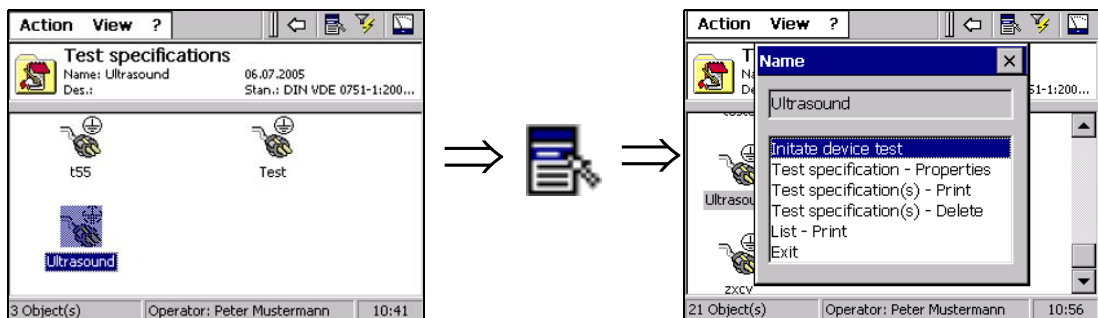 Action View ?
Test specifications
Name: Ultrasound 06.07.2005
Des.: Stan.: DIN VDE 0751-1:200...
t55 Test
Ultrasound
3 Object(s) Operator: Peter Mustermann 10:41
Action View ?
T
Na
De 51-1:200...
Name
Ultrasound
Initate device test
Test specification - Properties
Test specification(s) - Print
Test specification(s) - Delete
List - Print
Exit
Ultrasou
zxcv
21 Object(s) Operator: Peter Mustermann 10:56